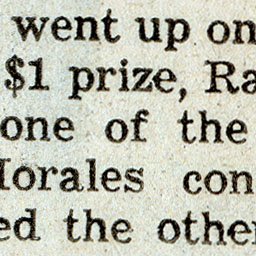 went up on
$1 prize, Ra
one of the
Morales con
ed the other